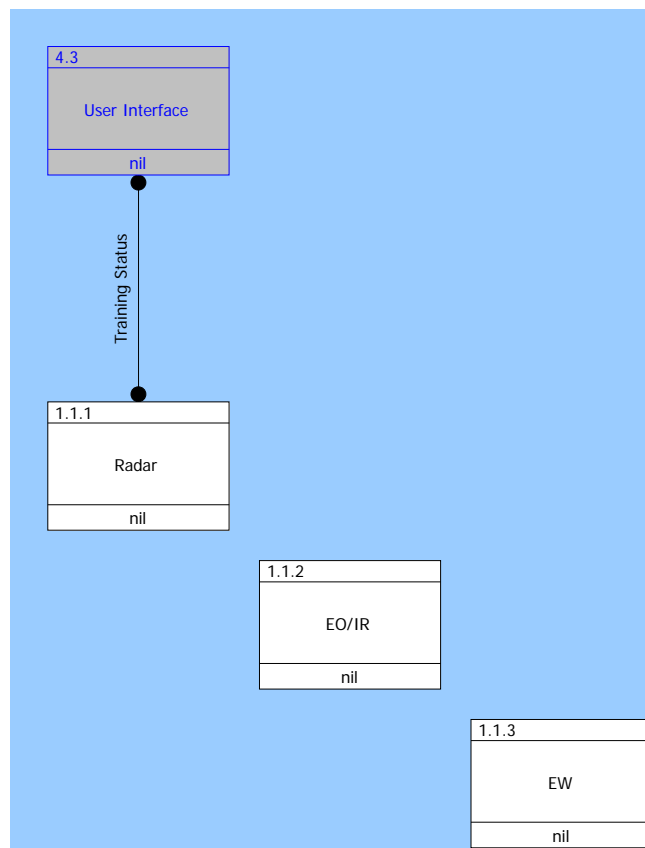 4.3
User Interface
nil
Training Status
1.1.1
Radar
nil
1.1.2
EO/IR
nil
1.1.3
EW
nil